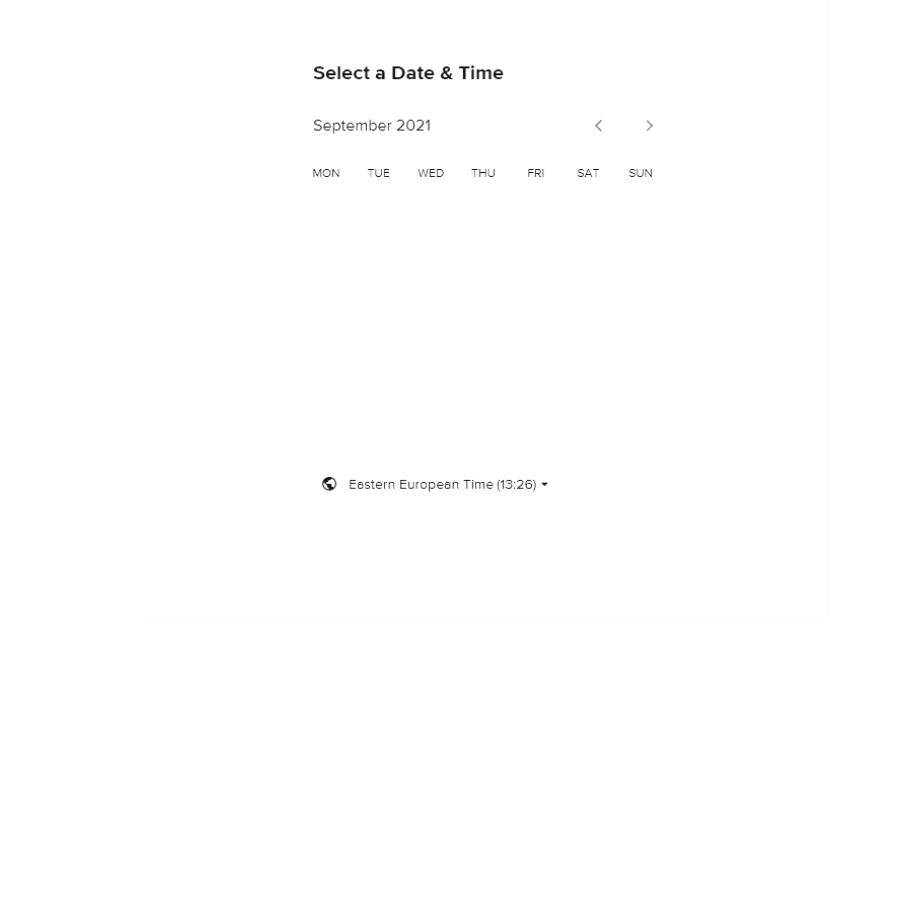 Select a Date & Time
September 2021
MON TUE WED THU FRI SAT SUN
Eastern European Time (13:26)